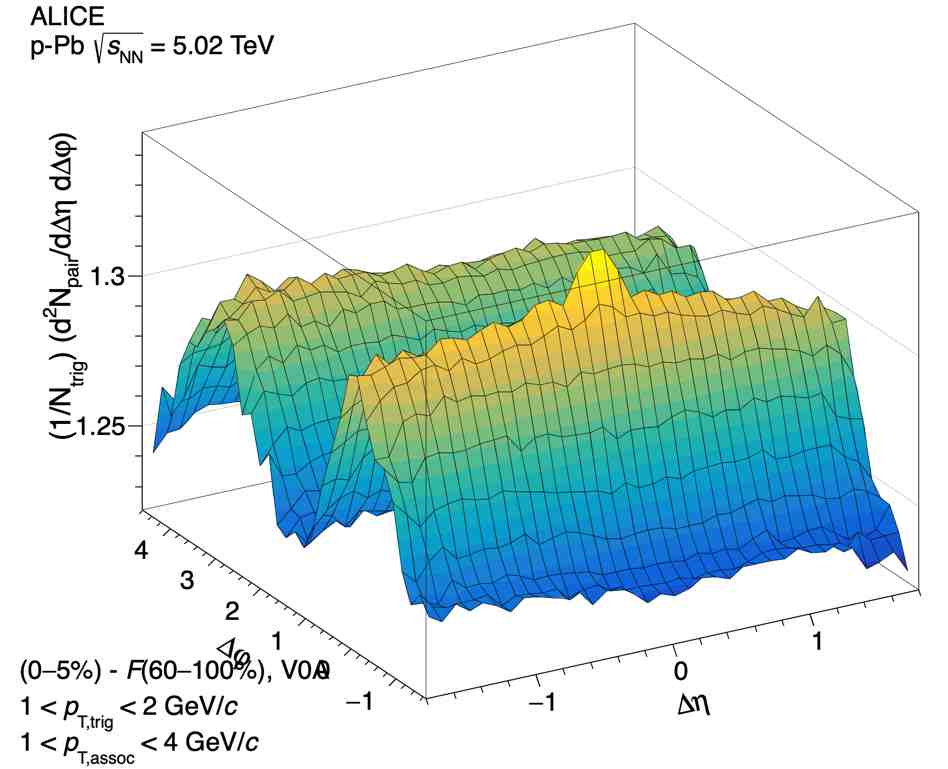 ALICE
p-Pb √s_NN = 5.02 TeV
(1/N_trig) (d²N_pair/dΔη dΔφ)
1.3
1.25
4
3
2
1
0
−1
Δφ
−1
0
1
Δη
(0–5%) - F(60–100%), V0A
1 < p_T,trig < 2 GeV/c
1 < p_T,assoc < 4 GeV/c